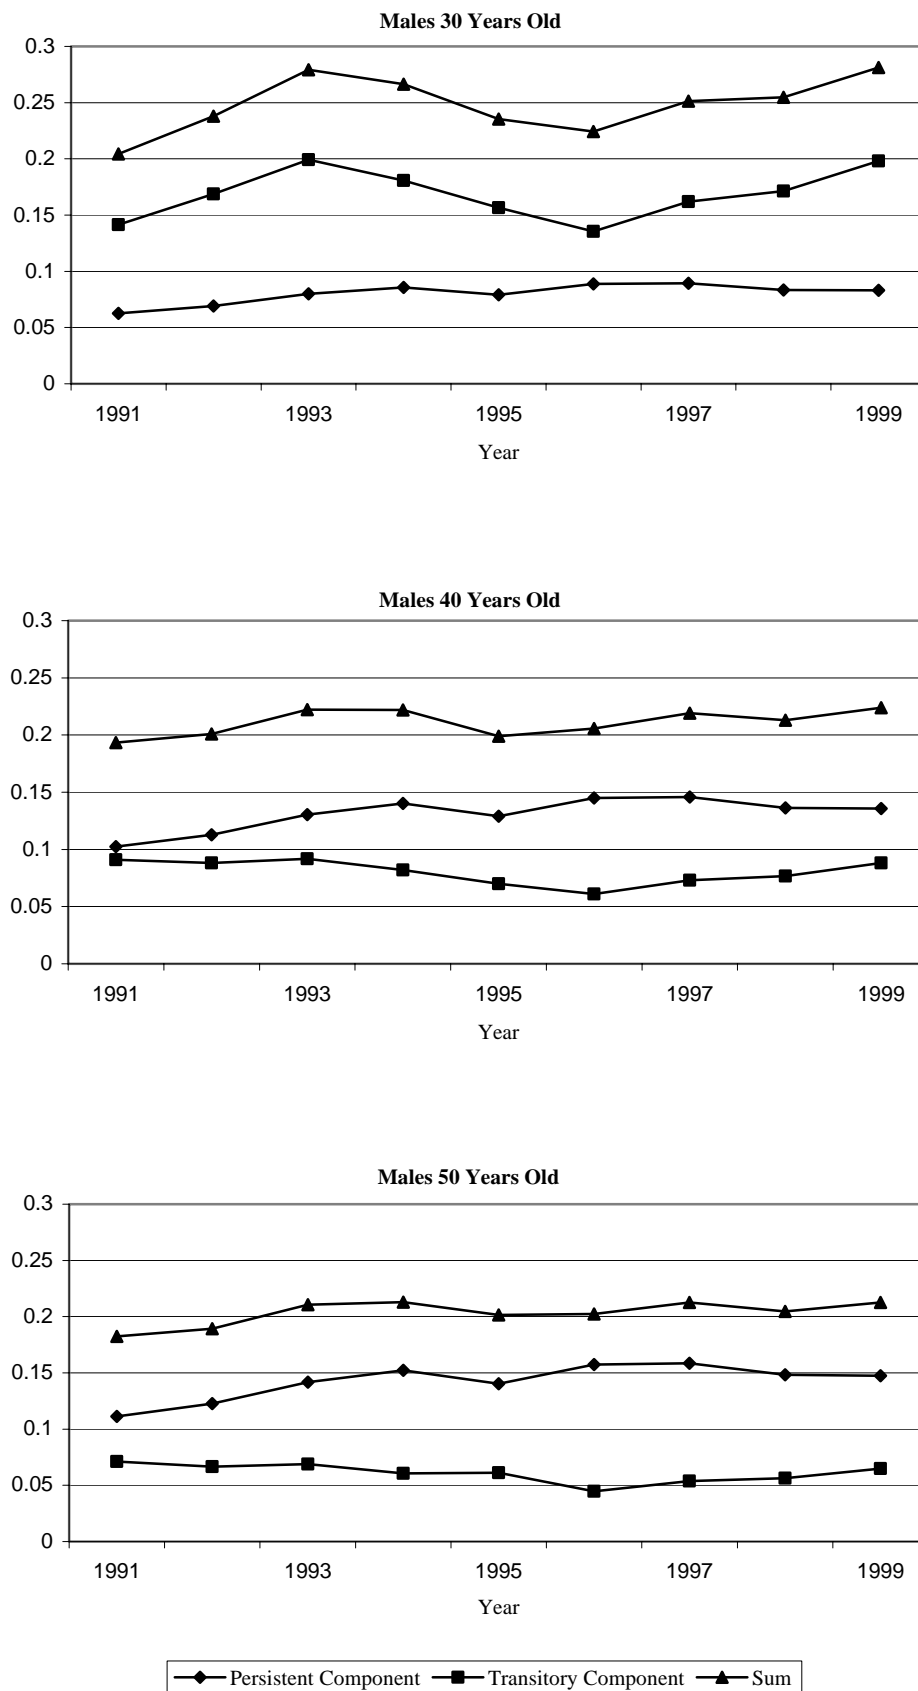 Males 30 Years Old
0.3
0.25
0.2
0.15
0.1
0.05
0
1991 1993 1995 1997 1999
Year
Males 40 Years Old
0.3
0.25
0.2
0.15
0.1
0.05
0
1991 1993 1995 1997 1999
Year
Males 50 Years Old
0.3
0.25
0.2
0.15
0.1
0.05
0
1991 1993 1995 1997 1999
Year
Persistent Component Transitory Component Sum